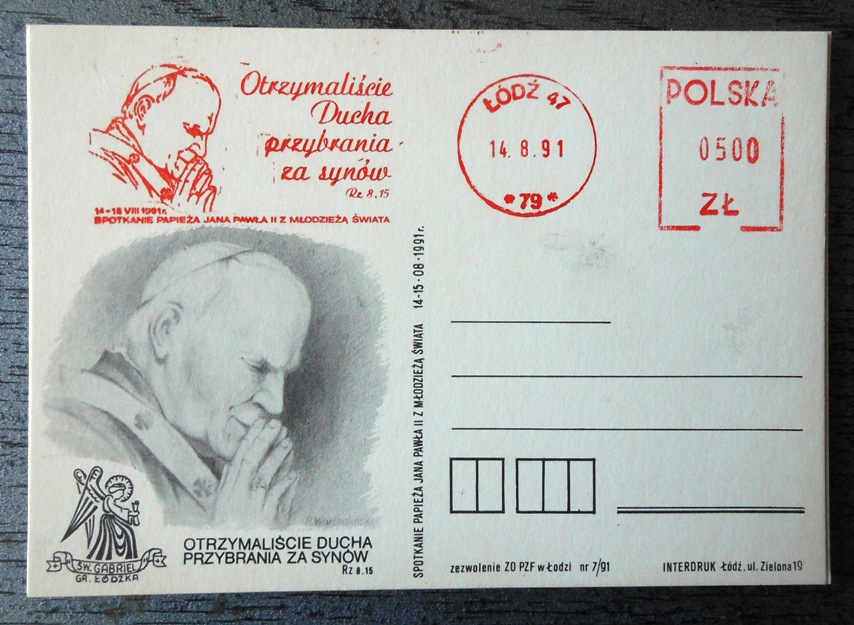 Otrzymaliście
Ducha
przybrania
za synów
Rz 8,15
14-15 VIII 1991r.
SPOTKANIE PAPIEŻA JANA PAWŁA II Z MŁODZIEŻĄ ŚWIATA
ŁÓDŹ 47
14.8.91
*79*
POLSKA
0500
ZŁ
SPOTKANIE PAPIEŻA JANA PAWŁA II Z MŁODZIEŻĄ ŚWIATA 14-15-08-1991r.
ŚW. GABRIEL
GR. ŁÓDZKA
OTRZYMALIŚCIE DUCHA
PRZYBRANIA ZA SYNÓW
Rz 8,15
zezwolenie ZO PZF w Łodzi nr 7/91
INTERDRUK Łódź, ul. Zielona 19